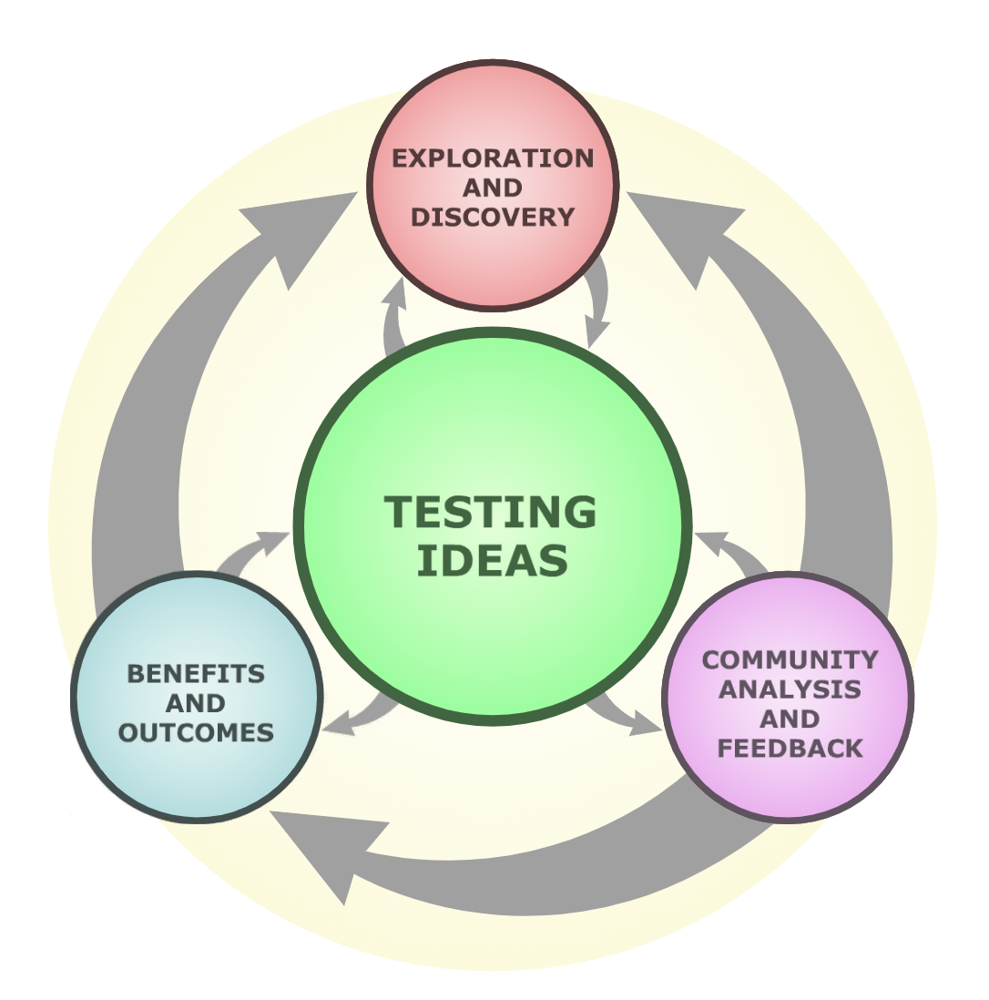 EXPLORATION
AND
DISCOVERY
TESTING
IDEAS
BENEFITS
AND
OUTCOMES
COMMUNITY
ANALYSIS
AND
FEEDBACK